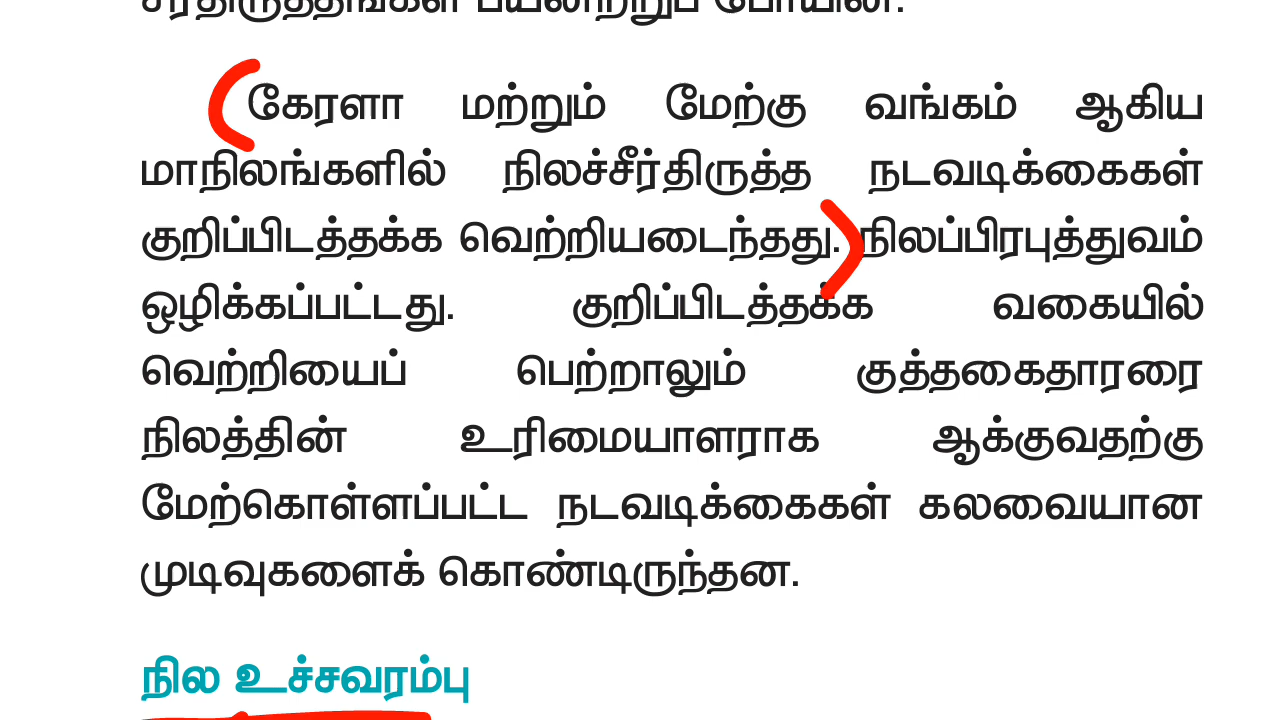 கேரளா மற்றும் மேற்கு வங்கம் ஆகிய
மாநிலங்களில் நிலச்சீர்திருத்த நடவடிக்கைகள்
குறிப்பிடத்தக்க வெற்றியடைந்தது. நிலப்பிரபுத்துவம்
ஒழிக்கப்பட்டது. குறிப்பிடத்தக்க வகையில்
வெற்றியைப் பெற்றாலும் குத்தகைதாரரை
நிலத்தின் உரிமையாளராக ஆக்குவதற்கு
மேற்கொள்ளப்பட்ட நடவடிக்கைகள் கலவையான
முடிவுகளைக் கொண்டிருந்தன.
நில உச்சவரம்பு